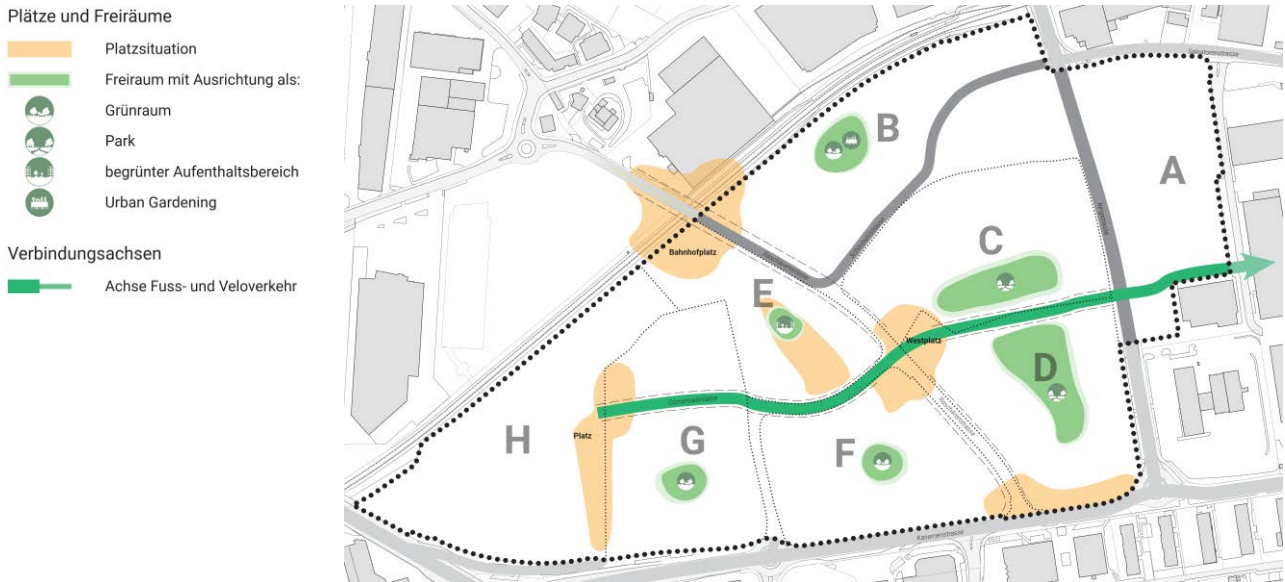 Plätze und Freiräume
Platzsituation
Freiraum mit Ausrichtung als:
Grünraum
Park
begrünter Aufenthaltsbereich
Urban Gardening
Verbindungsachsen
Achse Fuss- und Veloverkehr
A
B
Bahnhofplatz
C
E
Westplatz
D
Platz
H
G
F
Kasernenstrasse